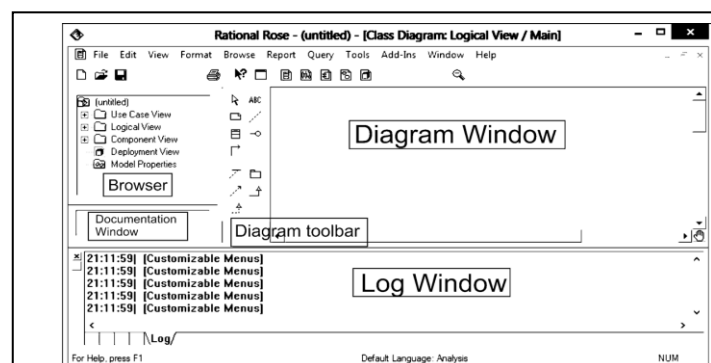 Rational Rose - (untitled) - [Class Diagram: Logical View / Main]
File Edit View Format Browse Report Query Tools Add-Ins Window Help
(untitled)
Use Case View
Logical View
Component View
Deployment View
Model Properties
Browser
Documentation
Window
ABC
Diagram toolbar
Diagram Window
21:11:59| [Customizable Menus]
21:11:59| [Customizable Menus]
21:11:59| [Customizable Menus]
21:11:59| [Customizable Menus]
21:11:59| [Customizable Menus]
Log Window
Log
For Help, press F1 Default Language: Analysis NUM